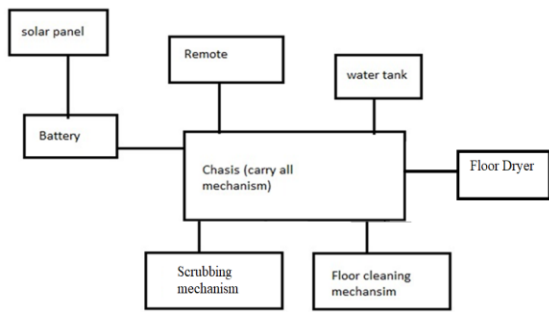 solar panel
Remote
water tank
Battery
Chasis (carry all
mechanism)
Floor Dryer
Scrubbing
mechanism
Floor cleaning
mechansim